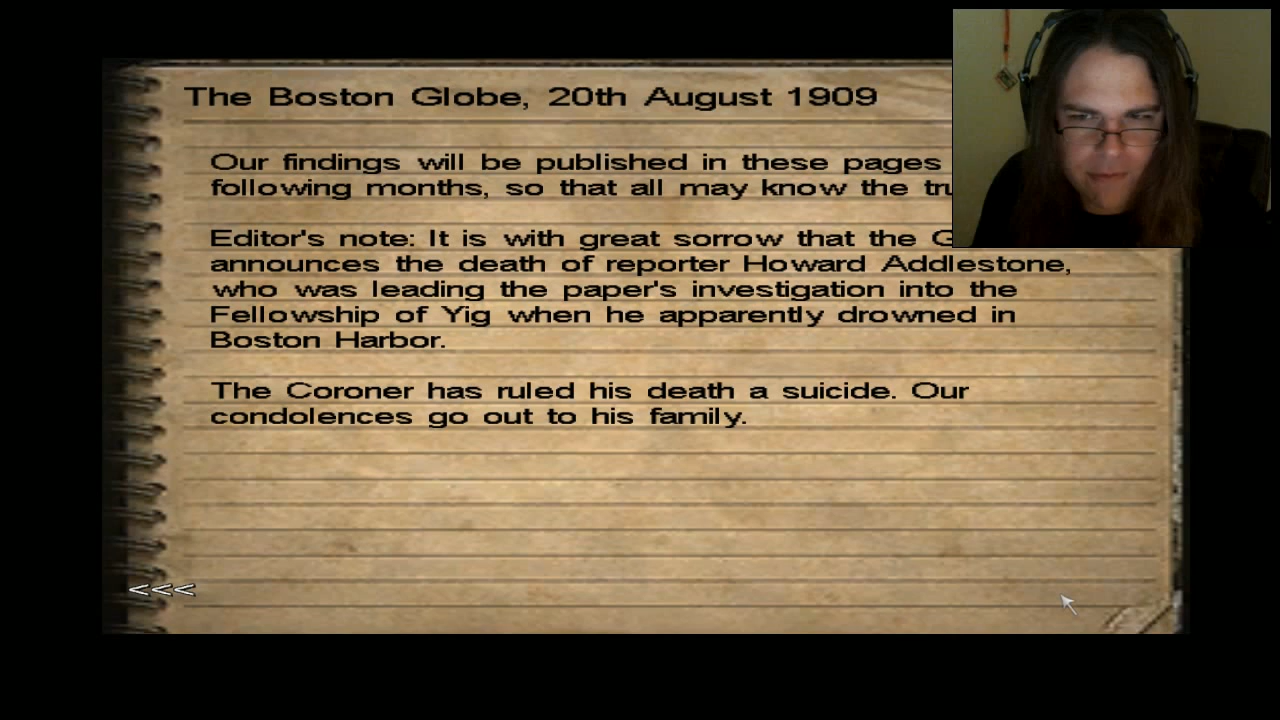 The Boston Globe, 20th August 1909
Our findings will be published in these pages
following months, so that all may know the
Editor's note: It is with great sorrow that the
announces the death of reporter Howard Addlestone,
who was leading the paper's investigation into the
Fellowship of Yig when he apparently drowned in
Boston Harbor.
The Coroner has ruled his death a suicide. Our
condolences go out to his family.
<<<